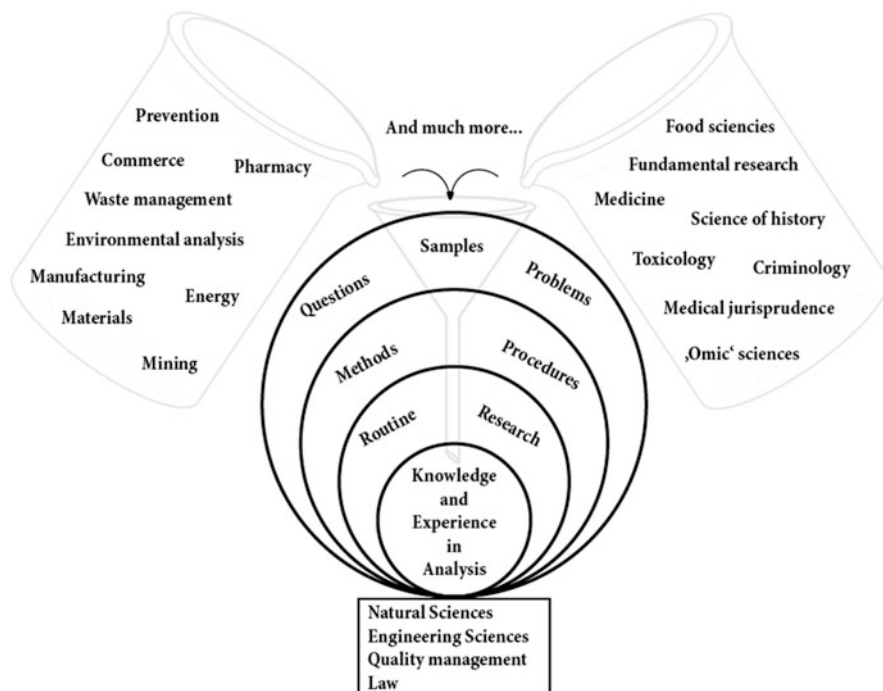 Prevention
Commerce
Pharmacy
Waste management
Environmental analysis
Manufacturing
Energy
Materials
Mining
And much more...
Food sciencies
Fundamental research
Medicine
Science of history
Toxicology
Criminology
Medical jurisprudence
‚Omic‘ sciences
Samples
Questions
Problems
Methods
Procedures
Routine
Research
Knowledge
and
Experience
in
Analysis
Natural Sciences
Engineering Sciences
Quality management
Law